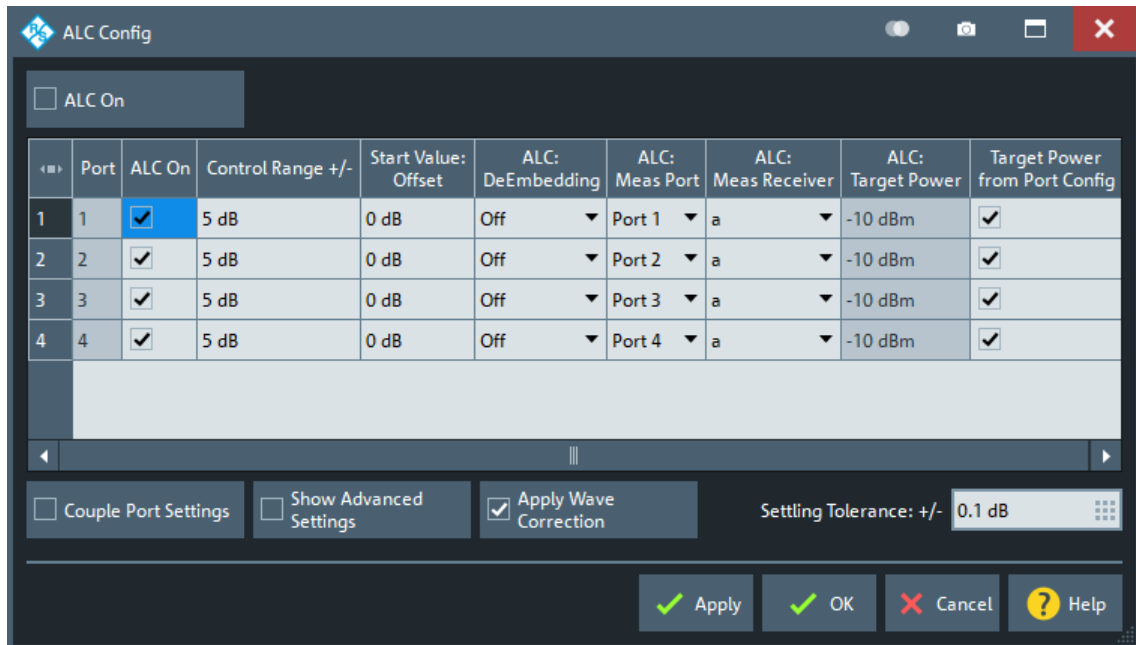 ALC Config
ALC On
Port ALC On Control Range +/- Start Value: Offset ALC: DeEmbedding ALC: Meas Port ALC: Meas Receiver ALC: Target Power Target Power from Port Config
1 1 5 dB 0 dB Off Port 1 a -10 dBm
2 2 5 dB 0 dB Off Port 2 a -10 dBm
3 3 5 dB 0 dB Off Port 3 a -10 dBm
4 4 5 dB 0 dB Off Port 4 a -10 dBm
Couple Port Settings Show Advanced Settings Apply Wave Correction Settling Tolerance: +/- 0.1 dB
Apply OK Cancel ? Help